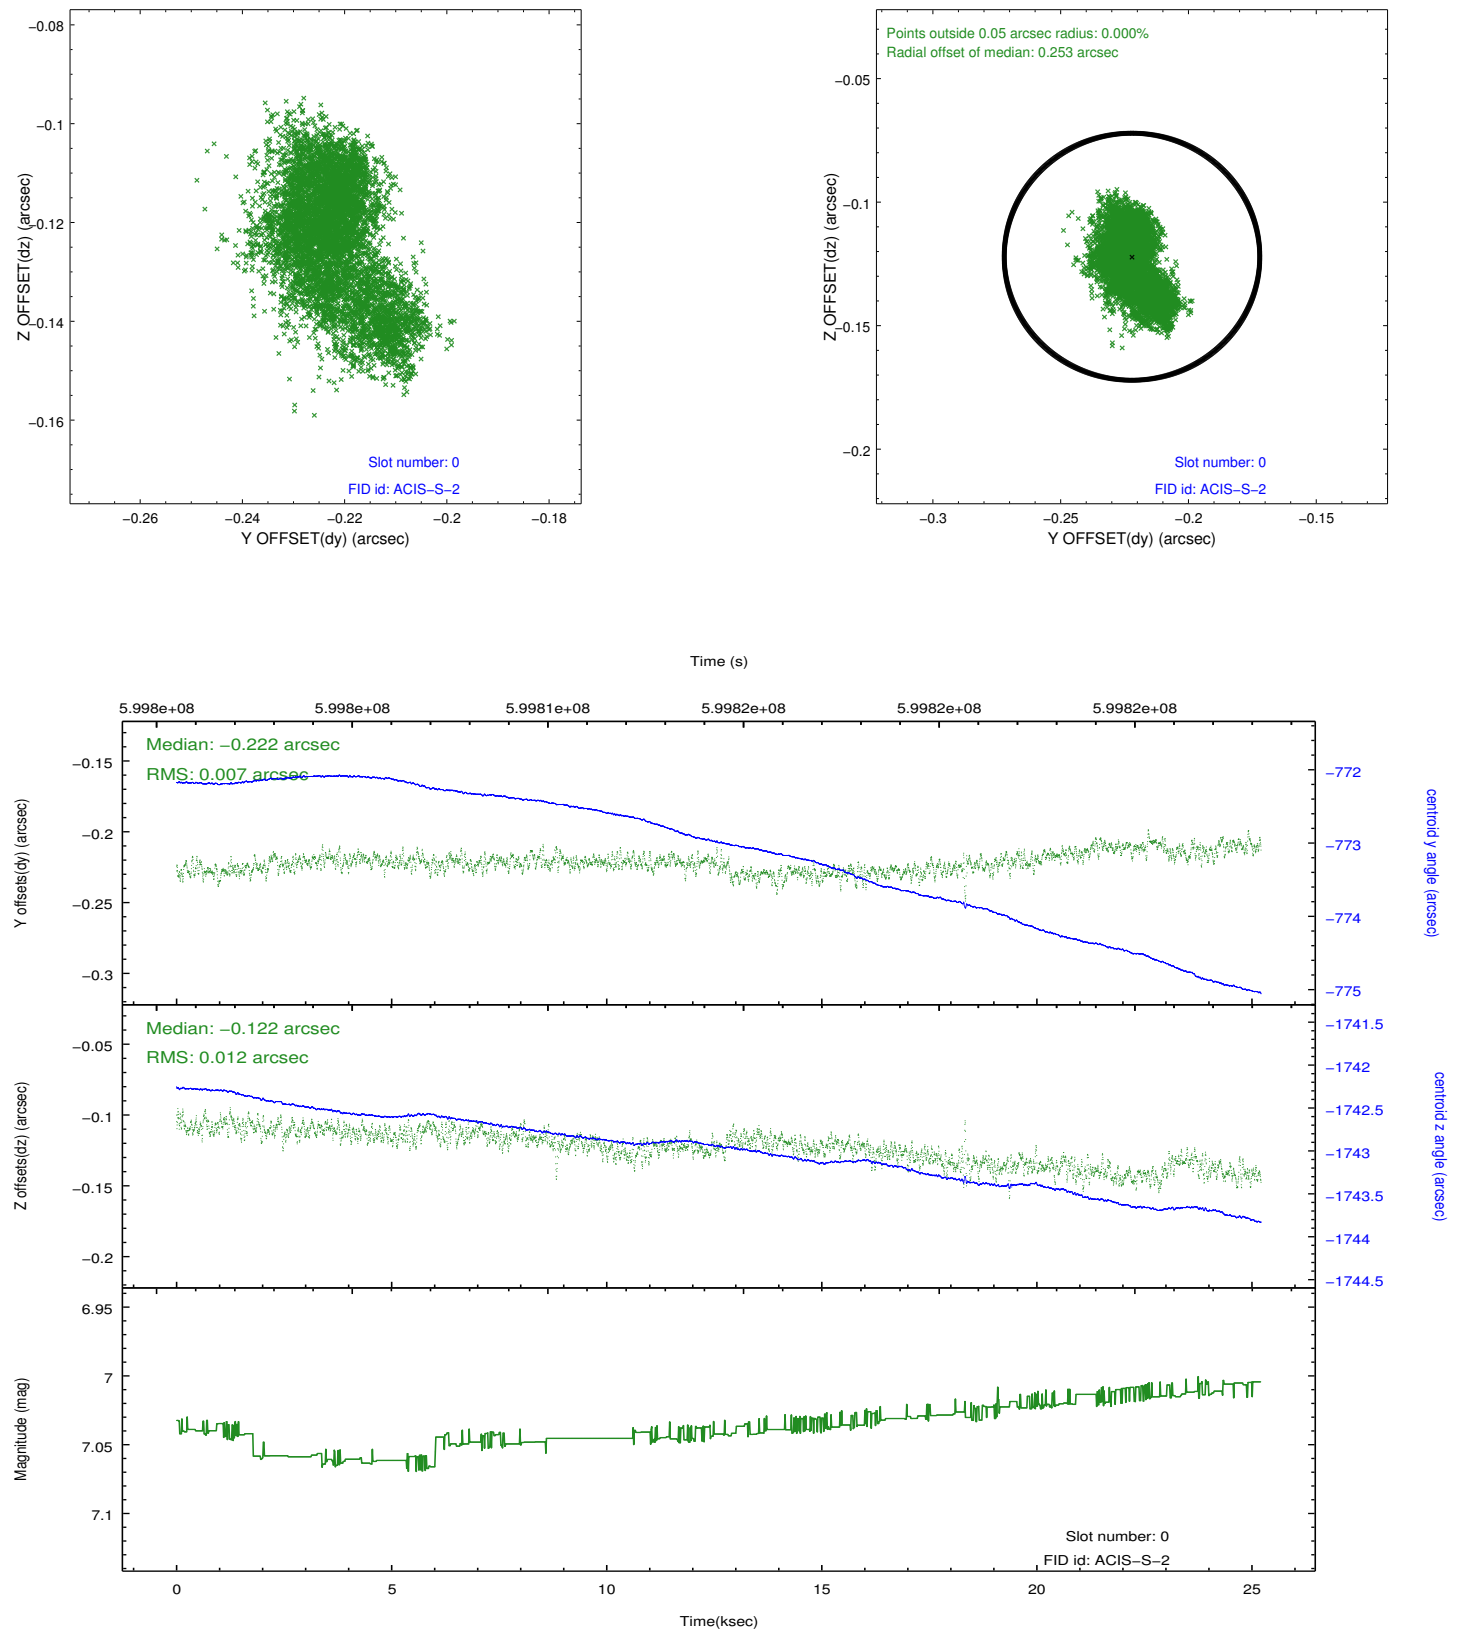 −0.08
−0.1
−0.12
−0.14
−0.16
Z OFFSET(dz) (arcsec)
Slot number: 0
FID id: ACIS−S−2
−0.26
−0.24
−0.22
−0.2
−0.18
Y OFFSET(dy) (arcsec)
Points outside 0.05 arcsec radius: 0.000%
Radial offset of median: 0.253 arcsec
−0.05
−0.1
−0.15
−0.2
Z OFFSET(dz) (arcsec)
Slot number: 0
FID id: ACIS−S−2
−0.3
−0.25
−0.2
−0.15
Y OFFSET(dy) (arcsec)
Time (s)
5.998e+08
5.998e+08
5.9981e+08
5.9982e+08
5.9982e+08
5.9982e+08
Median: −0.222 arcsec
RMS: 0.007 arcsec
−0.15
−0.2
−0.25
−0.3
Y offsets(dy) (arcsec)
−772
−773
−774
−775
centroid y angle (arcsec)
Median: −0.122 arcsec
RMS: 0.012 arcsec
−0.05
−0.1
−0.15
−0.2
Z offsets(dz) (arcsec)
−1741.5
−1742
−1742.5
−1743
−1743.5
−1744
−1744.5
centroid z angle (arcsec)
6.95
7
7.05
7.1
Magnitude (mag)
Slot number: 0
FID id: ACIS−S−2
0
5
10
15
20
25
Time(ksec)